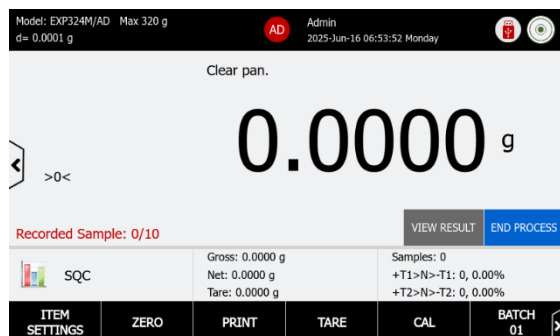 Model: EXP324M/AD Max 320 g
d= 0.0001 g
AD
Admin
2025-Jun-16 06:53:52 Monday
Clear pan.
0.0000 g
>0<
Recorded Sample: 0/10
VIEW RESULT
END PROCESS
SQC
Gross: 0.0000 g
Net: 0.0000 g
Tare: 0.0000 g
Samples: 0
+T1>N>-T1: 0, 0.00%
+T2>N>-T2: 0, 0.00%
ITEM
SETTINGS
ZERO
PRINT
TARE
CAL
BATCH
01